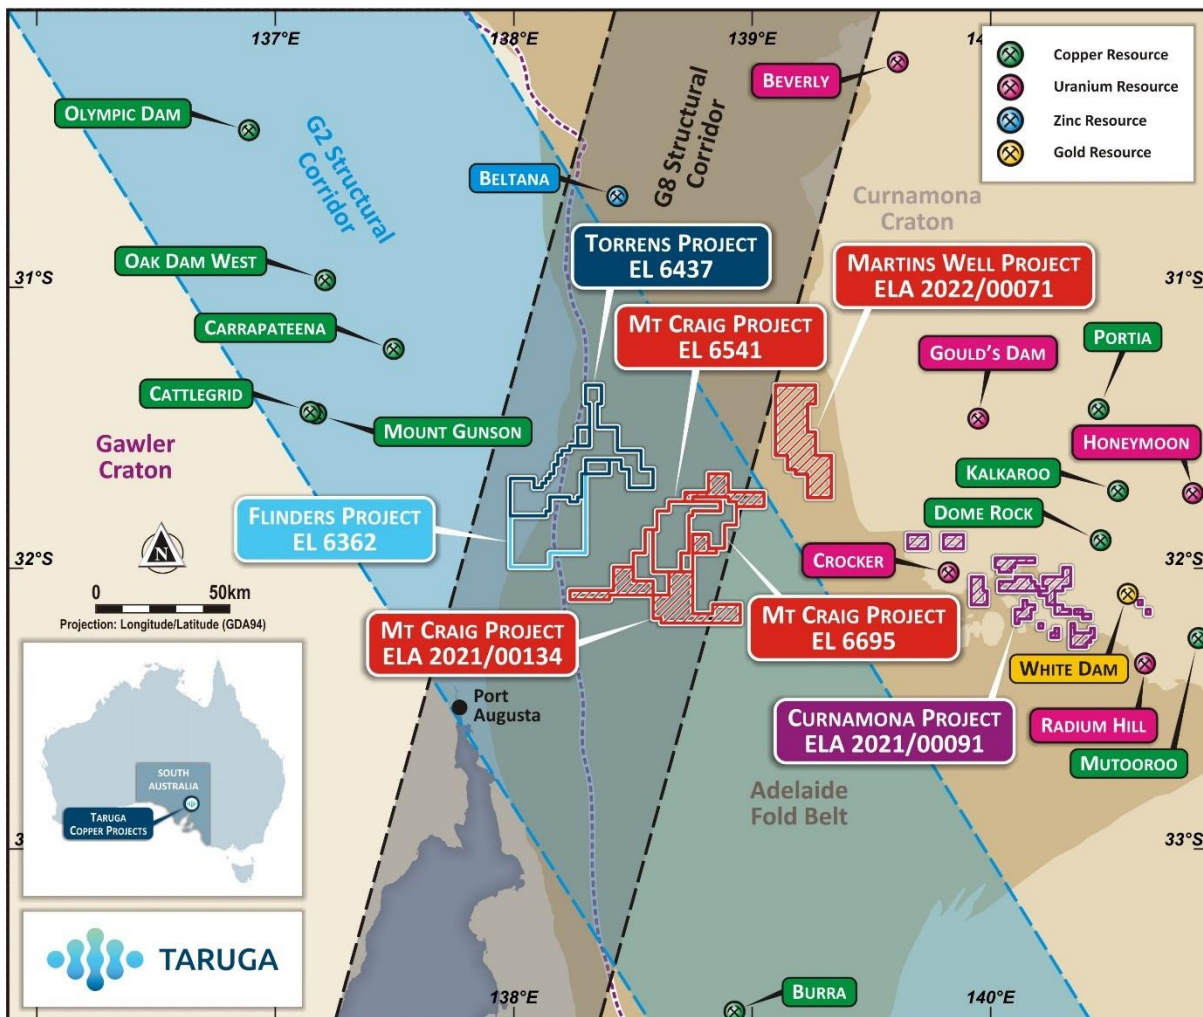 137°E
138°E
139°E
Copper Resource
Uranium Resource
Zinc Resource
Gold Resource
BEVERLY
OLYMPIC DAM
G2 Structural
Corridor
G8 Structural
Corridor
BELTANA
Curnamona
Craton
TORRENS PROJECT
EL 6437
OAK DAM WEST
MARTINS WELL PROJECT
ELA 2022/00071
31°S
31°S
CARRAPATEENA
MT CRAIG PROJECT
EL 6541
GOULD'S DAM
PORTIA
CATTLEGRID
MOUNT GUNSON
Gawler
Craton
HONEYMOON
KALKAROO
FLINDERS PROJECT
EL 6362
DOME ROCK
N
32°S
32°S
CROCKER
0 50km
Projection: Longitude/Latitude (GDA94)
MT CRAIG PROJECT
ELA 2021/00134
MT CRAIG PROJECT
EL 6695
WHITE DAM
Port
Augusta
CURNAMONA PROJECT
ELA 2021/00091
RADIUM HILL
MUTOOROO
SOUTH
AUSTRALIA
TARUGA
COPPER PROJECTS
Adelaide
Fold Belt
33°S
TARUGA
138°E
140°E
BURRA